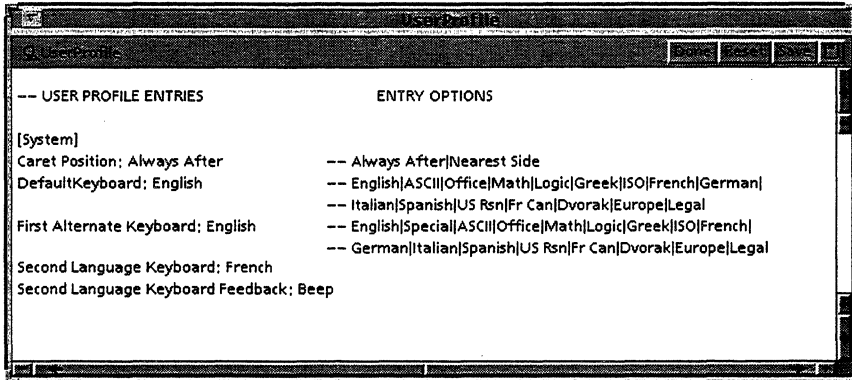 UserProfile
UserProfile Done Reset Save
-- USER PROFILE ENTRIES ENTRY OPTIONS
[System]
Caret Position: Always After -- Always After|Nearest Side
DefaultKeyboard: English -- English|ASCII|Office|Math|Logic|Greek|ISO|French|German|
-- Italian|Spanish|US Rsn|Fr Can|Dvorak|Europe|Legal
First Alternate Keyboard: English -- English|Special|ASCII|Office|Math|Logic|Greek|ISO|French|
-- German|Italian|Spanish|US Rsn|Fr Can|Dvorak|Europe|Legal
Second Language Keyboard: French
Second Language Keyboard Feedback: Beep